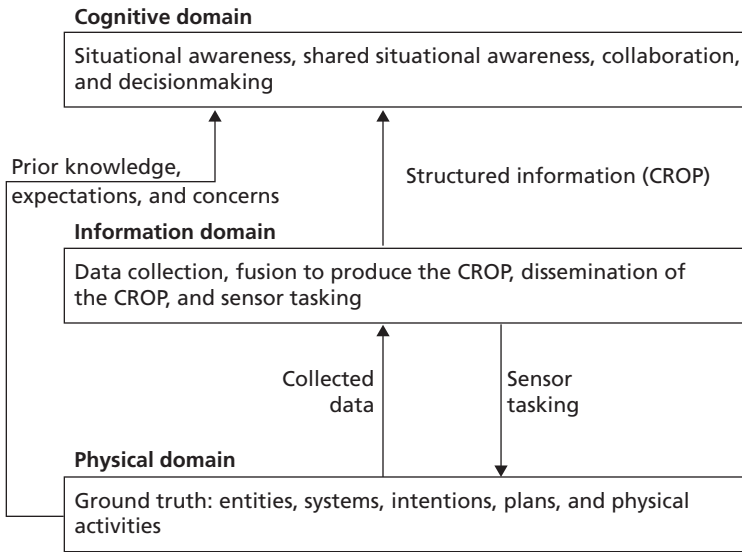 Cognitive domain
Situational awareness, shared situational awareness, collaboration,
and decisionmaking
Prior knowledge,
expectations, and concerns
Structured information (CROP)
Information domain
Data collection, fusion to produce the CROP, dissemination of
the CROP, and sensor tasking
Collected
data
Sensor
tasking
Physical domain
Ground truth: entities, systems, intentions, plans, and physical
activities